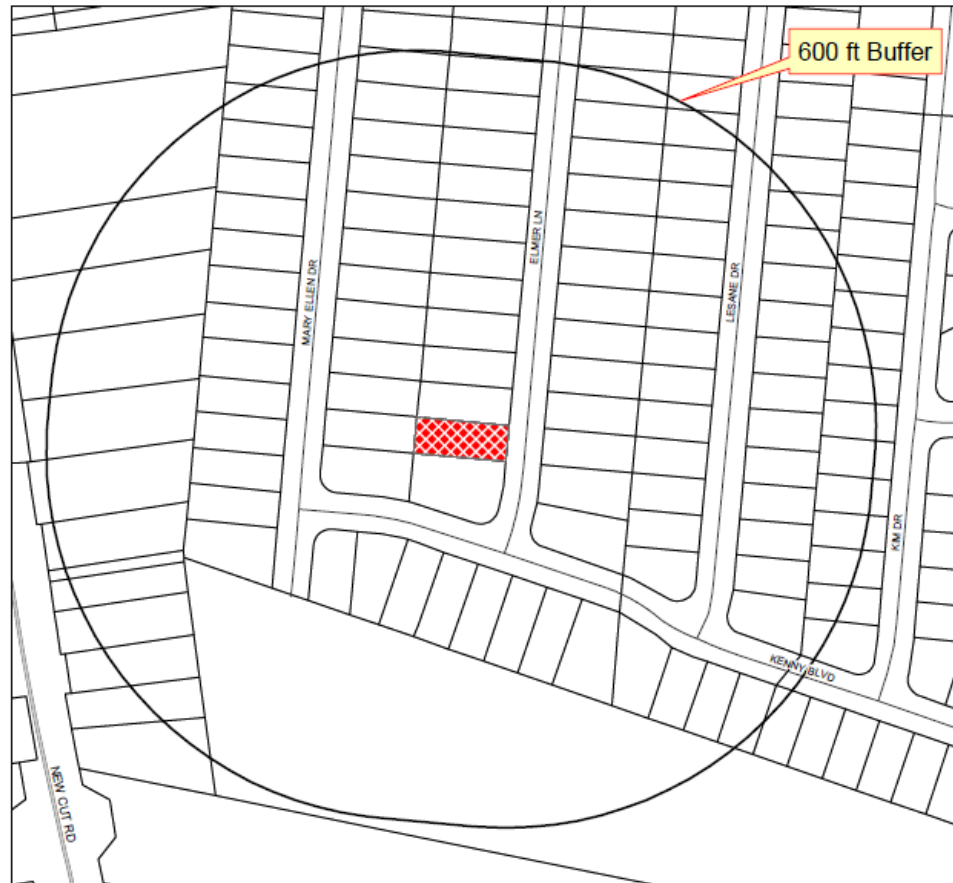 600 ft Buffer
ELMER LN
MARY ELLEN DR
LESANE DR
KIM DR
KENNY BLVD
NEW CUT RD